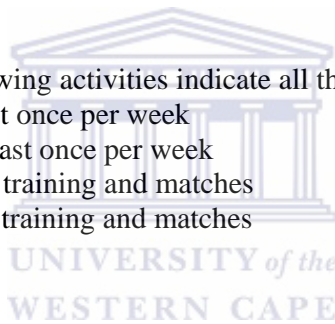 wing activities indicate all th
t once per week
ast once per week
training and matches
training and matches
UNIVERSITY of the
WESTERN CAPE